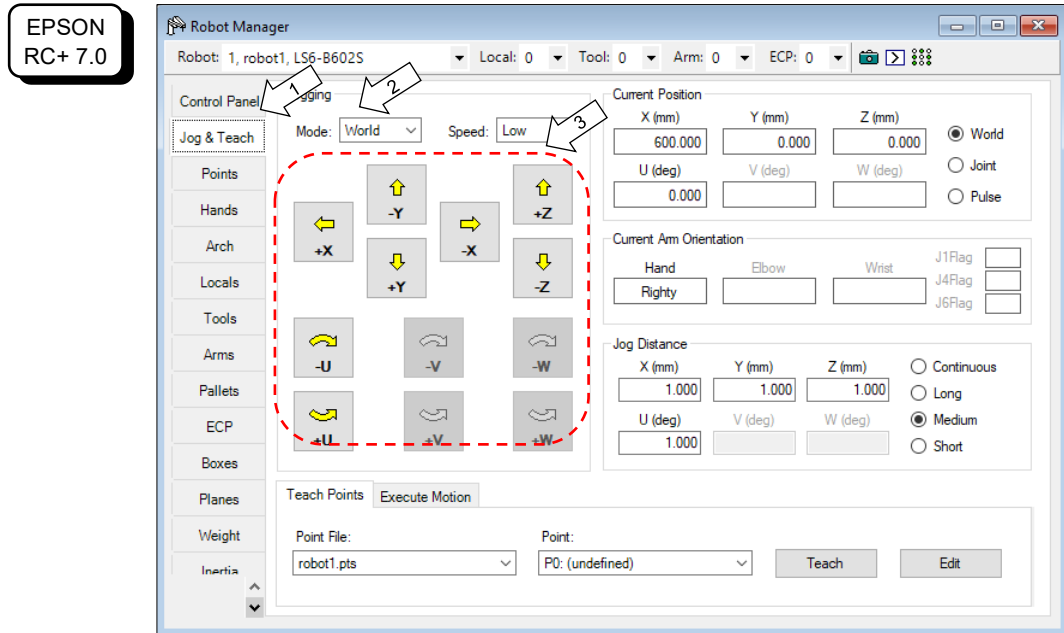 EPSON
RC+ 7.0
Robot Manager
Robot: 1, robot1, LS6-B602S Local: 0 Tool: 0 Arm: 0 ECP: 0
Control Panel
Jog & Teach
Points
Hands
Arch
Locals
Tools
Arms
Pallets
ECP
Boxes
Planes
Weight
Inertia
1
2
3
gging
Mode: World Speed: Low
-Y
+Z
+X
-X
+Y
-Z
-U
-V
-W
+U
+V
+W
Current Position
X (mm) Y (mm) Z (mm)
600.000 0.000 0.000
U (deg) V (deg) W (deg)
0.000
World
Joint
Pulse
Current Arm Orientation
Hand Elbow Wrist
Righty
J1Flag
J4Flag
J6Flag
Jog Distance
X (mm) Y (mm) Z (mm)
1.000 1.000 1.000
U (deg) V (deg) W (deg)
1.000
Continuous
Long
Medium
Short
Teach Points Execute Motion
Point File: Point:
robot1.pts P0: (undefined) Teach Edit